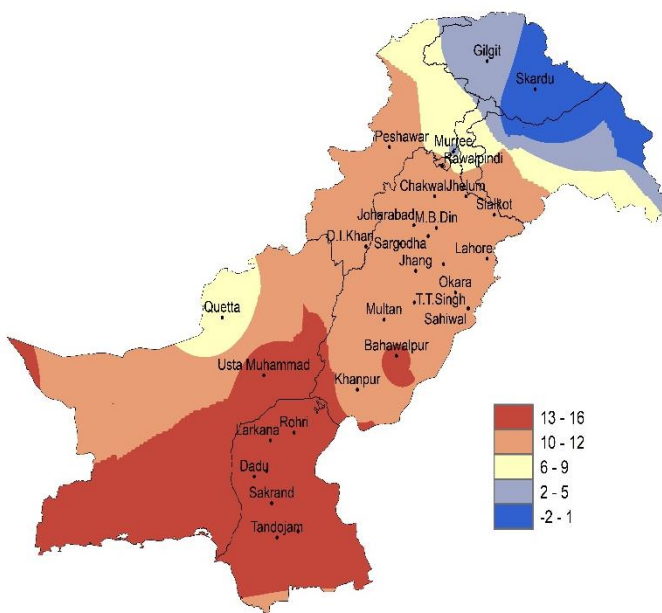 Gilgit
Skardu
Peshawar
Murree
Rawalpindi
Chakwal
Jhelum
Sialkot
Joharabad
M.B.Din
D.I.Khan
Sargodha
Lahore
Jhang
Okara
Quetta
T.T.Singh
Multan
Sahiwal
Bahawalpur
Usta Muhammad
Khanpur
Rohri
Larkana
Dadu
Sakrand
Tandojam
13 - 16
10 - 12
6 - 9
2 - 5
-2 - 1